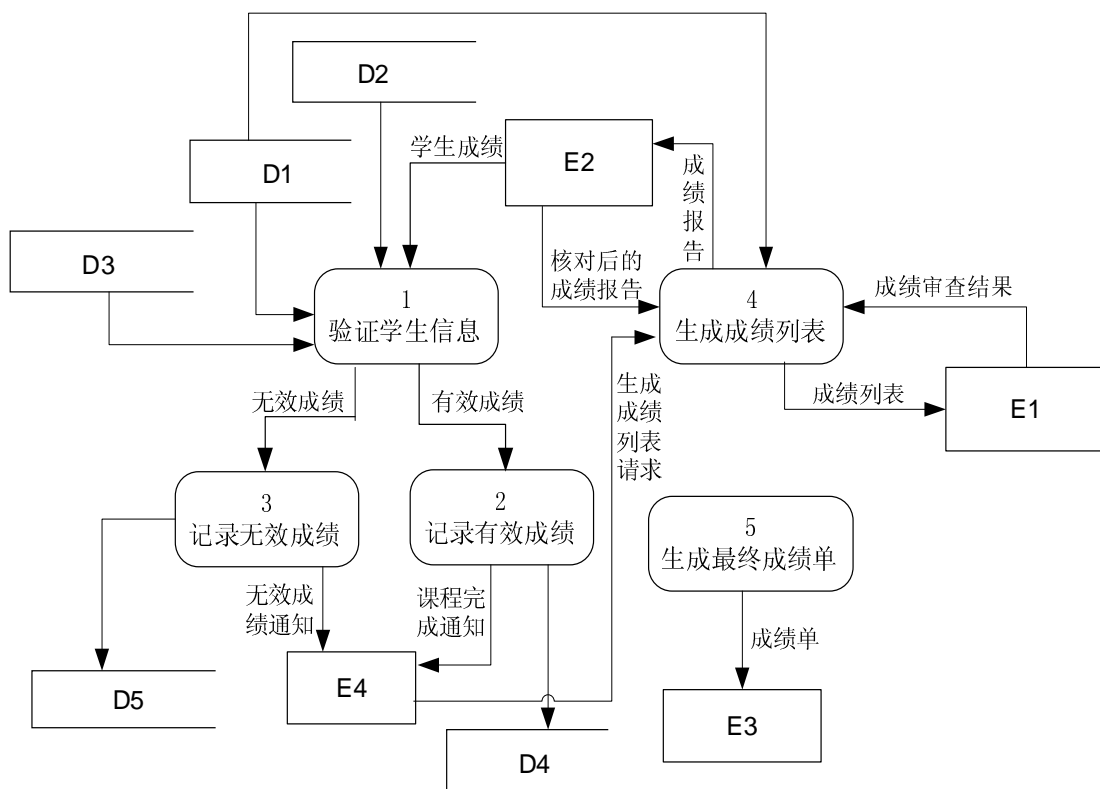 D2
D1
学生成绩
E2
成
绩
报
告
D3
核对后的
成绩报告
1
验证学生信息
4
生成成绩列表
成绩审查结果
无效成绩
有效成绩
生成
成绩
列表
请求
成绩列表
E1
3
记录无效成绩
2
记录有效成绩
5
生成最终成绩单
无效成
绩通知
课程完
成通知
成绩单
D5
E4
D4
E3